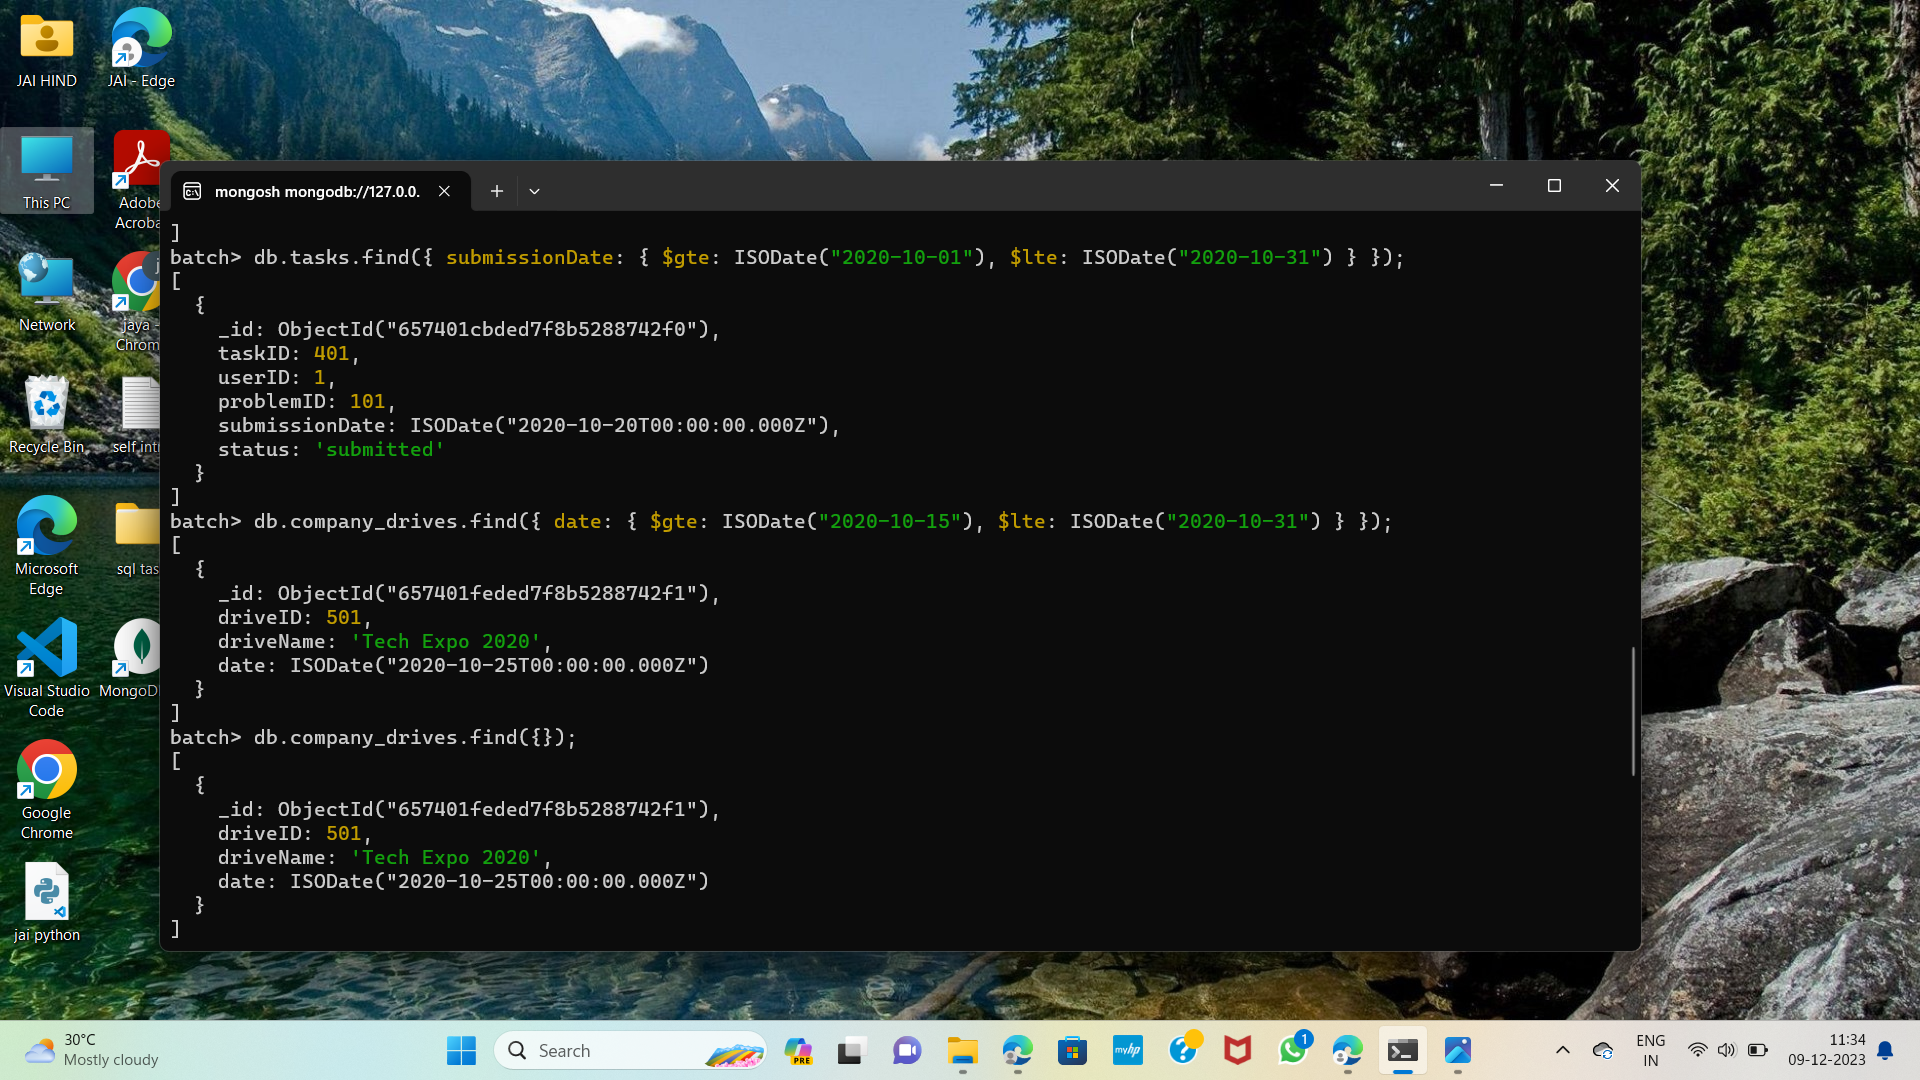 JAI HIND
JAI - Edge
This PC
Adobe
Acroba
Network
jaya -
Chrom
Recycle Bin
self intr
Microsoft
Edge
sql tas
Visual Studio
Code
MongoD
Google
Chrome
jai python
mongosh mongodb://127.0.0.
]
batch> db.tasks.find({ submissionDate: { $gte: ISODate("2020-10-01"), $lte: ISODate("2020-10-31") } });
[
{
_id: ObjectId("657401cbded7f8b5288742f0"),
taskID: 401,
userID: 1,
problemID: 101,
submissionDate: ISODate("2020-10-20T00:00:00.000Z"),
status: 'submitted'
}
]
batch> db.company_drives.find({ date: { $gte: ISODate("2020-10-15"), $lte: ISODate("2020-10-31") } });
[
{
_id: ObjectId("657401feded7f8b5288742f1"),
driveID: 501,
driveName: 'Tech Expo 2020',
date: ISODate("2020-10-25T00:00:00.000Z")
}
]
batch> db.company_drives.find({});
[
{
_id: ObjectId("657401feded7f8b5288742f1"),
driveID: 501,
driveName: 'Tech Expo 2020',
date: ISODate("2020-10-25T00:00:00.000Z")
}
]
30°C
Mostly cloudy
Search
PRE
myhp
1
ENG
IN
11:34
09-12-2023